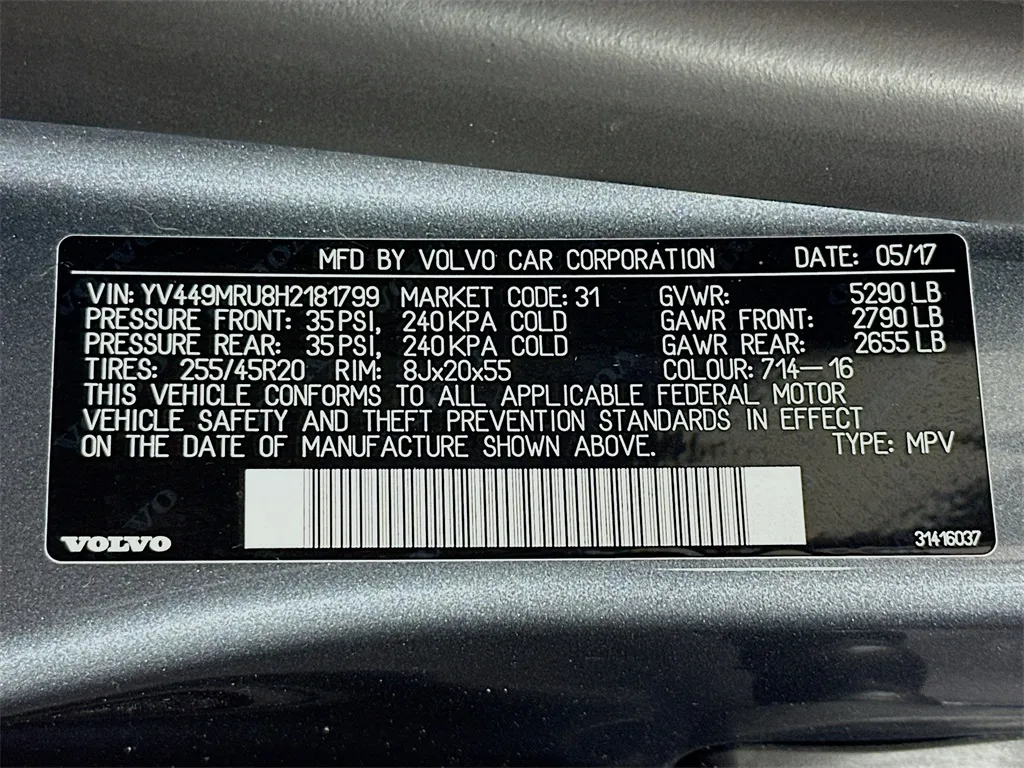 MFD BY VOLVO CAR CORPORATION DATE: 05/17
VIN: YV449MRU8H2181799 MARKET CODE: 31 GVWR: 5290 LB
PRESSURE FRONT: 35 PSI, 240 KPA COLD GAWR FRONT: 2790 LB
PRESSURE REAR: 35 PSI, 240 KPA COLD GAWR REAR: 2655 LB
TIRES: 255/45R20 RIM: 8Jx20x55 COLOUR: 714-16
THIS VEHICLE CONFORMS TO ALL APPLICABLE FEDERAL MOTOR
VEHICLE SAFETY AND THEFT PREVENTION STANDARDS IN EFFECT
ON THE DATE OF MANUFACTURE SHOWN ABOVE. TYPE: MPV
VOLVO 31416037